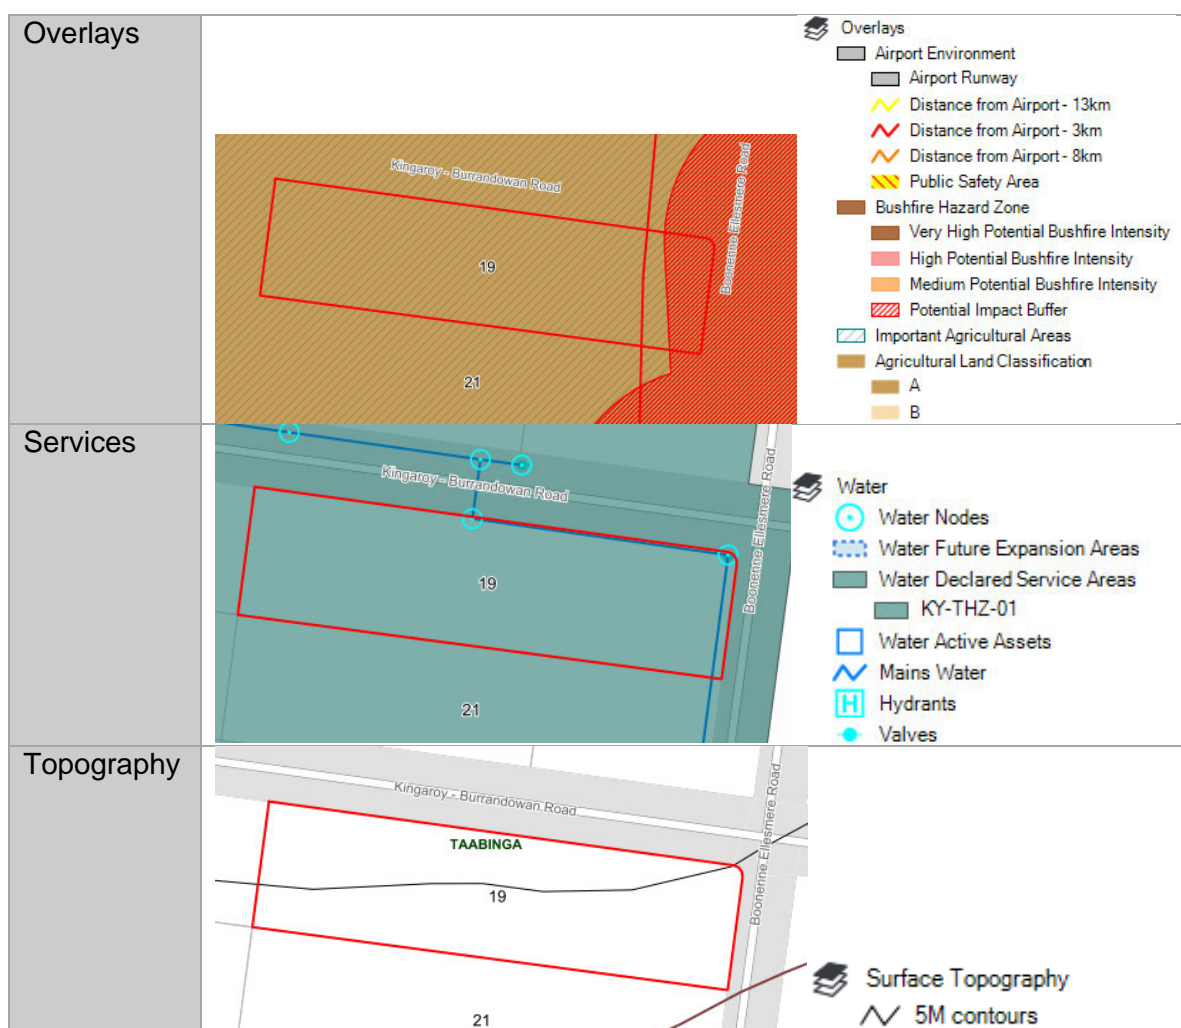 Overlays
Kingaroy - Burrandowan Road
Boonenne Ellesmere Road
19
21
Overlays
Airport Environment
Airport Runway
Distance from Airport - 13km
Distance from Airport - 3km
Distance from Airport - 8km
Public Safety Area
Bushfire Hazard Zone
Very High Potential Bushfire Intensity
High Potential Bushfire Intensity
Medium Potential Bushfire Intensity
Potential Impact Buffer
Important Agricultural Areas
Agricultural Land Classification
A
B
Services
Kingaroy - Burrandowan Road
Boonenne Ellesmere Road
19
21
Water
Water Nodes
Water Future Expansion Areas
Water Declared Service Areas
KY-THZ-01
Water Active Assets
Mains Water
H Hydrants
Valves
Topography
Kingaroy - Burrandowan Road
Boonenne Ellesmere Road
TAABINGA
19
21
Surface Topography
5M contours